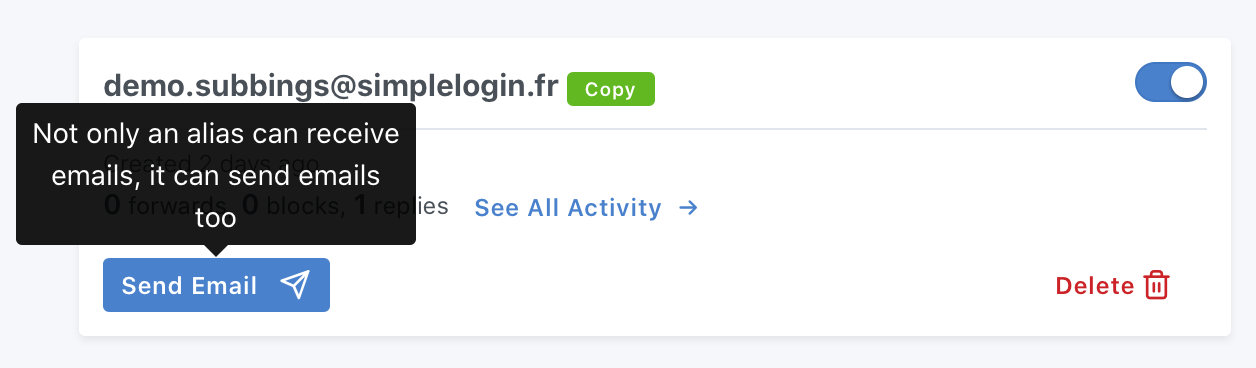 demo.subbings@simplelogin.fr Copy
Not only an alias can receive
emails, it can send emails
too
Created 2 days ago
0 forwards, 0 blocks, 1 replies See All Activity →
Send Email
Delete